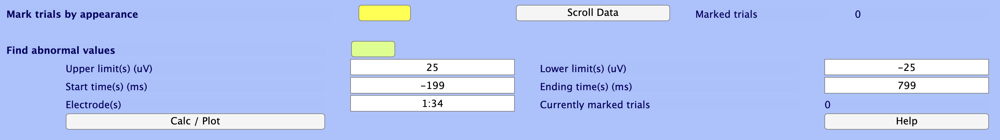 Mark trials by appearance Scroll Data Marked trials 0
Find abnormal values
Upper limit(s) (uV) 25 Lower limit(s) (uV) -25
Start time(s) (ms) -199 Ending time(s) (ms) 799
Electrode(s) 1:34 Currently marked trials 0
Calc / Plot Help